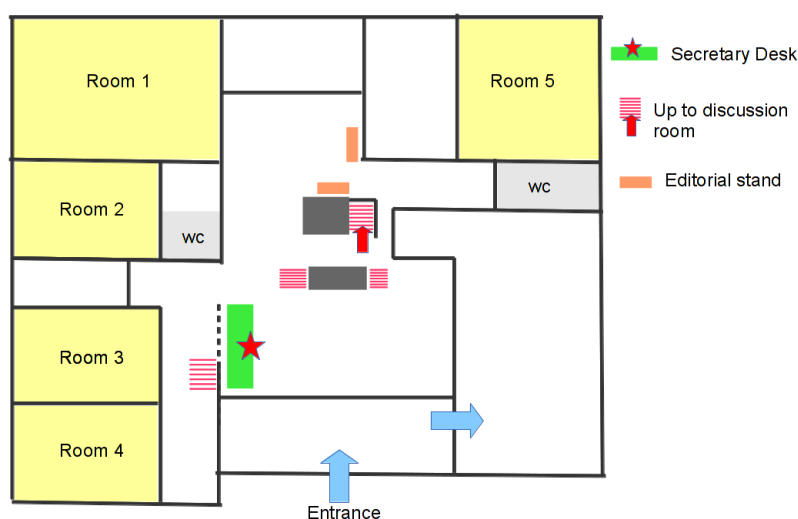 Room 1
Room 5
Secretary Desk
Up to discussion
room
Editorial stand
wc
Room 2
wc
Room 3
Room 4
Entrance